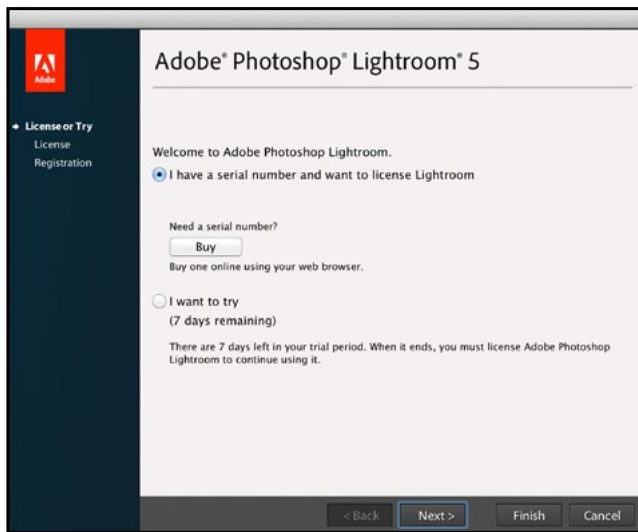 Adobe® Photoshop® Lightroom® 5
Adobe
License or Try
License
Registration
Welcome to Adobe Photoshop Lightroom.
I have a serial number and want to license Lightroom
Need a serial number?
Buy
Buy one online using your web browser.
I want to try
(7 days remaining)
There are 7 days left in your trial period. When it ends, you must license Adobe Photoshop
Lightroom to continue using it.
< Back
Next >
Finish
Cancel